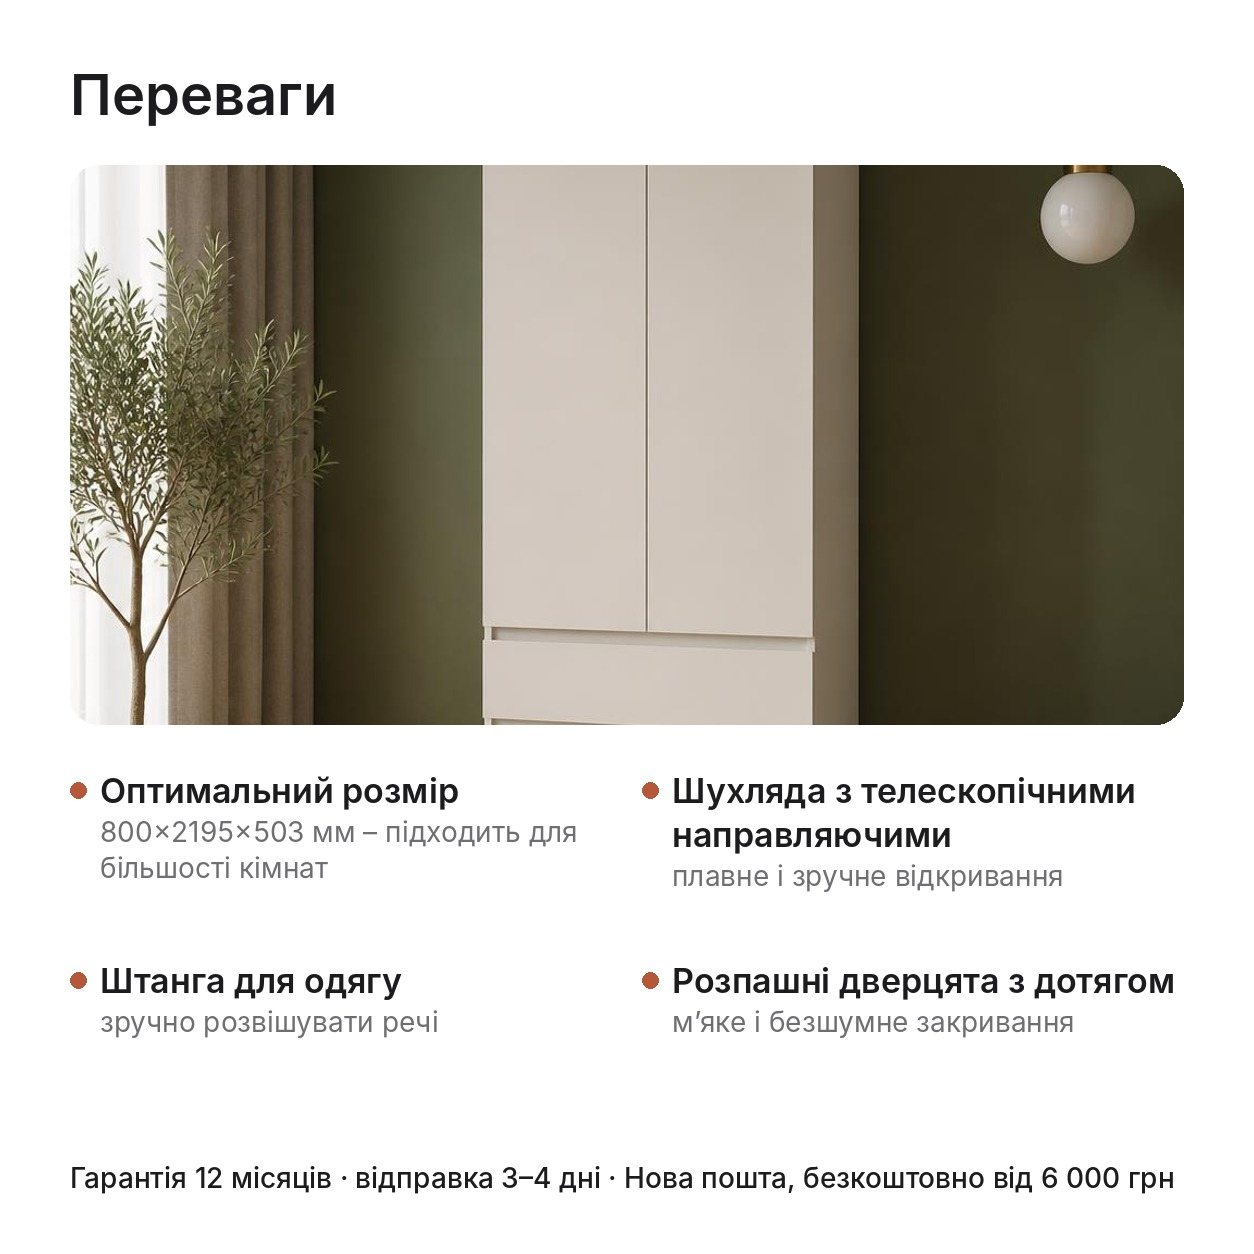 Переваги
Оптимальний розмір
800×2195×503 мм – підходить для
більшості кімнат
Шухляда з телескопічними
направляючими
плавне і зручне відкривання
Штанга для одягу
зручно розвішувати речі
Розпашні дверцята з дотягом
м’яке і безшумне закривання
Гарантія 12 місяців · відправка 3–4 дні · Нова пошта, безкоштовно від 6 000 грн